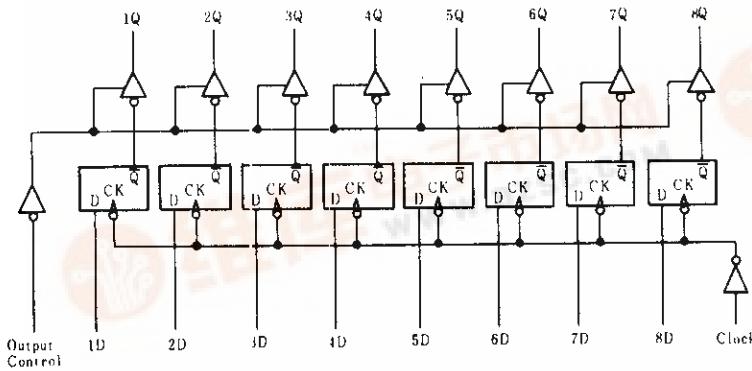 1Q 2Q 3Q 4Q 5Q 6Q 7Q 8Q
Q Q Q Q Q̅ Q̅ Q̅ Q̅
D CK D CK D CK D CK D CK D CK D CK D CK
Output Control
1D 2D 3D 4D 5D 6D 7D 8D
Clock